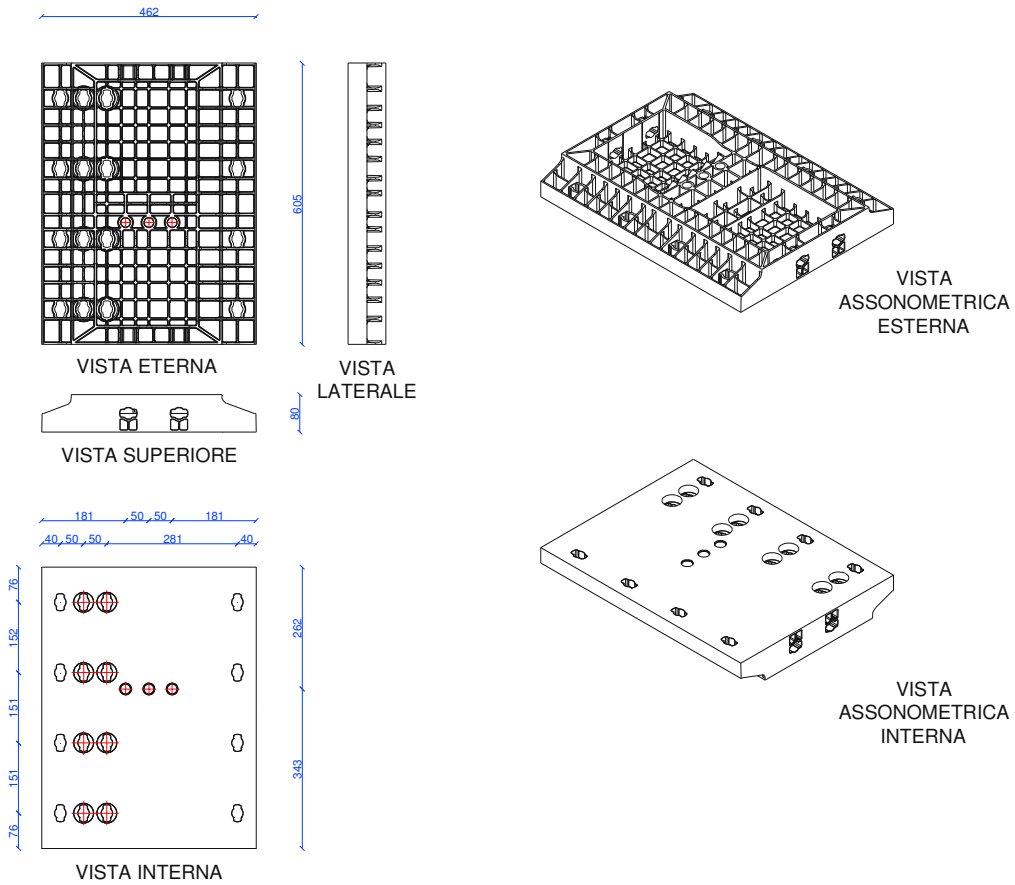 462
605
VISTA ETERNA
VISTA
LATERALE
80
VISTA SUPERIORE
VISTA
ASSONOMETRICA
ESTERNA
181 50 50 181
40 50 50 281 40
76
152
151
151
76
262
343
VISTA INTERNA
VISTA
ASSONOMETRICA
INTERNA